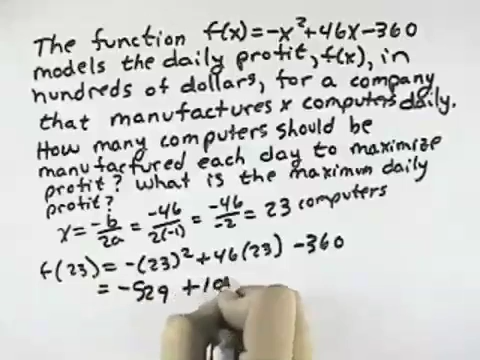 The function f(x)=-x²+46x-360
models the daily profit, f(x), in
hundreds of dollars, for a company
that manufactures x computers daily.
How many computers should be
manufactured each day to maximize
profit? What is the maximum daily
profit?
x = -b/2a = -46/2(-1) = -46/-2 = 23 computers
f(23) = -(23)² + 46(23) - 360
= -529 + 10